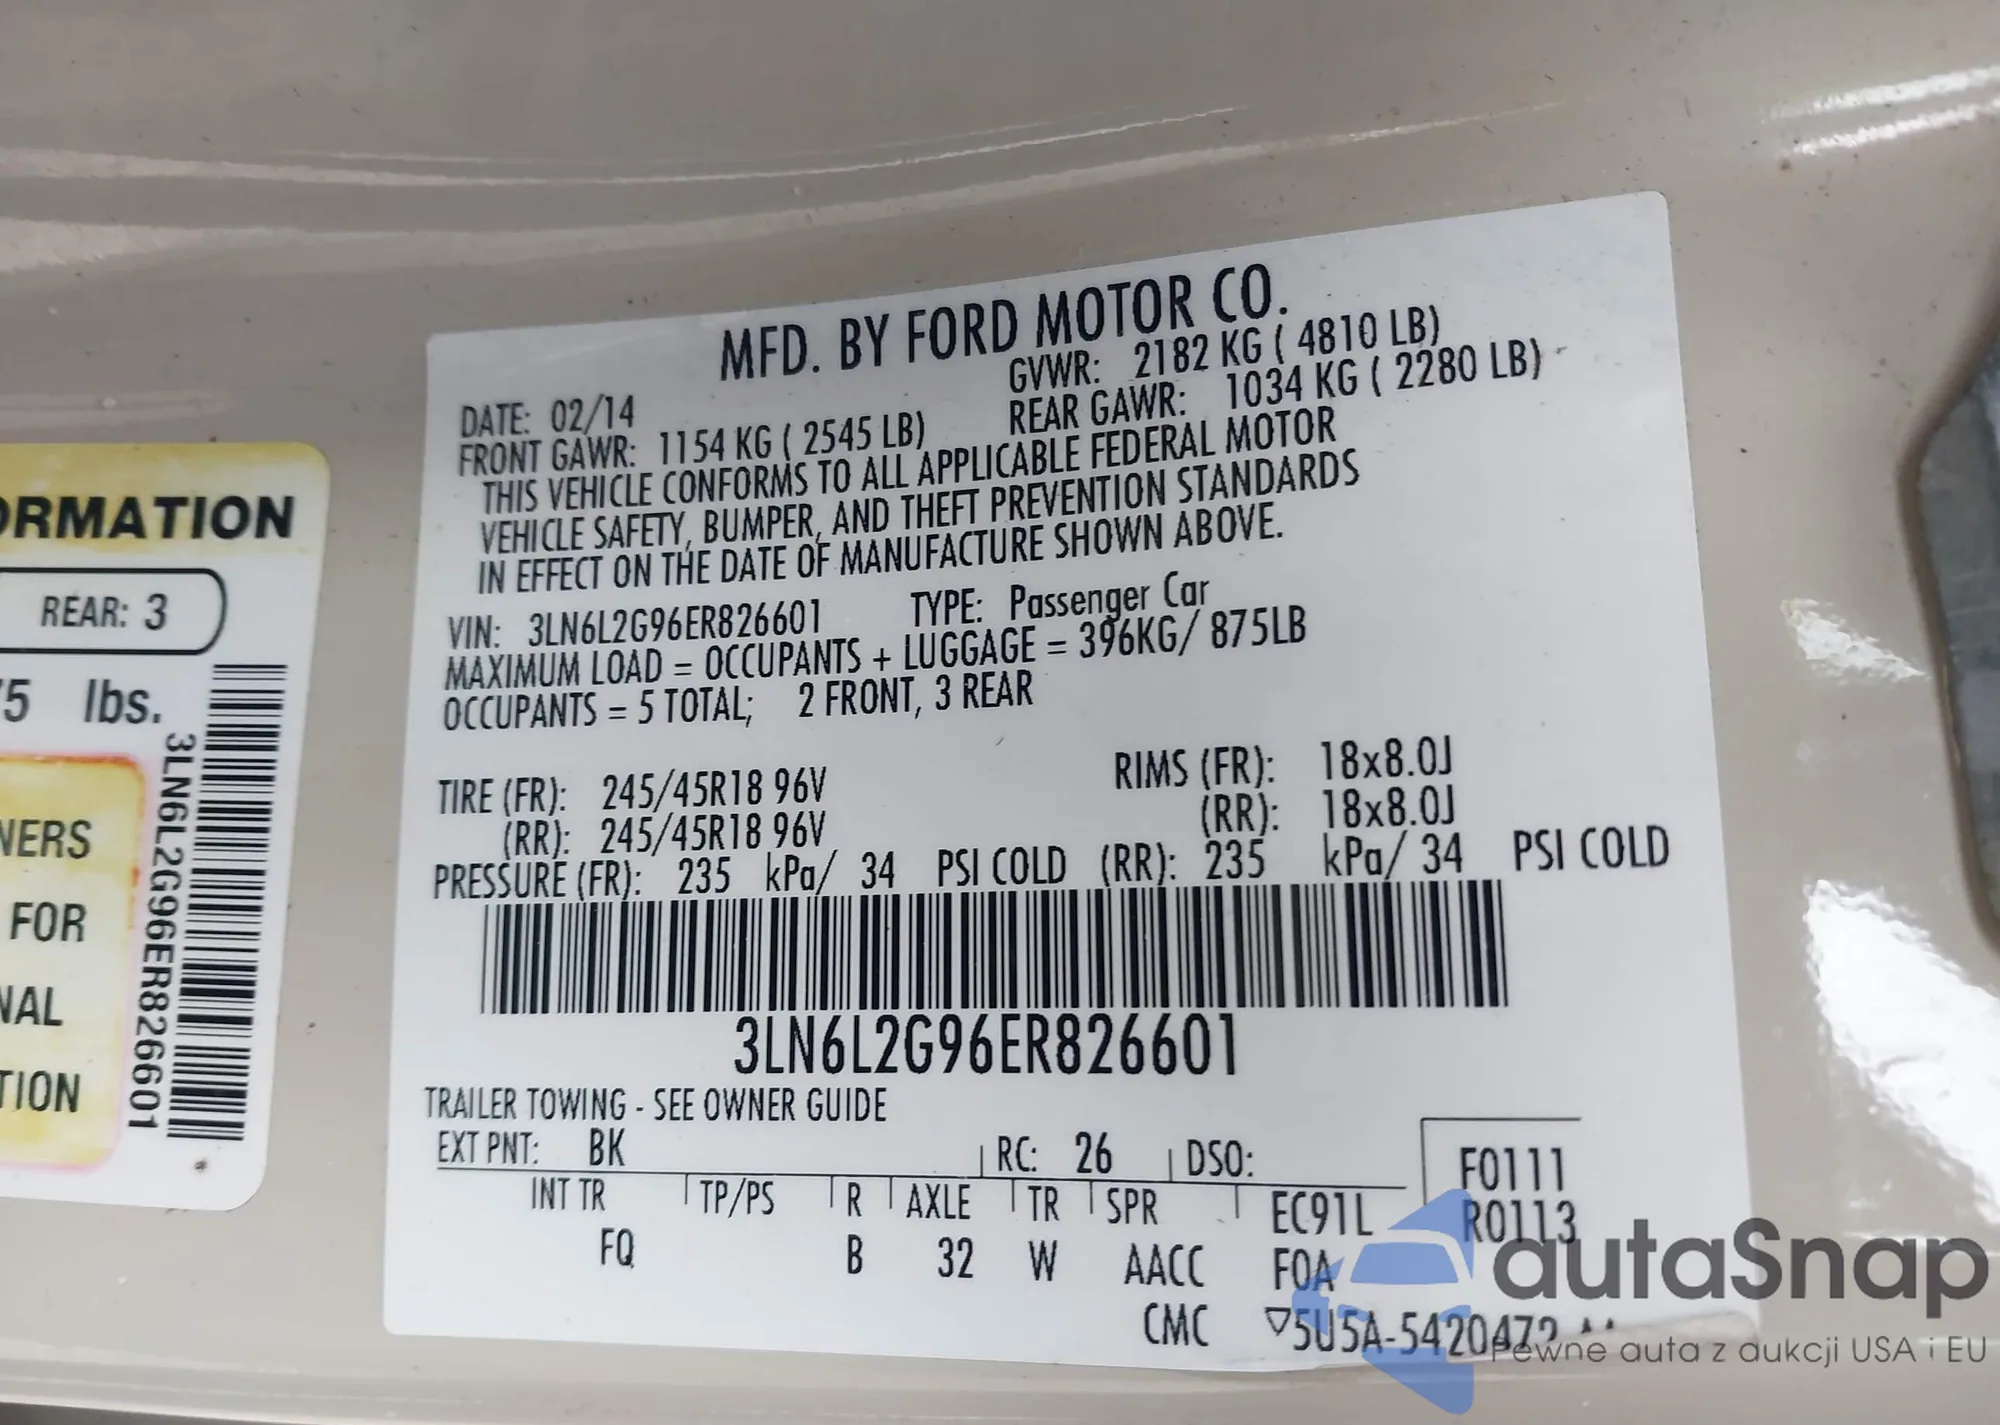 MFD. BY FORD MOTOR CO.
DATE: 02/14 GVWR: 2182 KG ( 4810 LB)
FRONT GAWR: 1154 KG ( 2545 LB) REAR GAWR: 1034 KG ( 2280 LB)
THIS VEHICLE CONFORMS TO ALL APPLICABLE FEDERAL MOTOR
VEHICLE SAFETY, BUMPER, AND THEFT PREVENTION STANDARDS
IN EFFECT ON THE DATE OF MANUFACTURE SHOWN ABOVE.
VIN: 3LN6L2G96ER826601 TYPE: Passenger Car
MAXIMUM LOAD = OCCUPANTS + LUGGAGE = 396KG/ 875LB
OCCUPANTS = 5 TOTAL; 2 FRONT, 3 REAR
TIRE (FR): 245/45R18 96V RIMS (FR): 18x8.0J
(RR): 245/45R18 96V (RR): 18x8.0J
PRESSURE (FR): 235 kPa/ 34 PSI COLD (RR): 235 kPa/ 34 PSI COLD
3LN6L2G96ER826601
TRAILER TOWING - SEE OWNER GUIDE
EXT PNT: BK RC: 26 DSO: F0111
INT TR TP/PS R AXLE TR SPR EC91L R0113
FQ B 32 W AACC F0A
CMC ▽5U5A-5420472
ORMATION
REAR: 3
75 lbs.
NERS
FOR
NAL
TION
3LN6L2G96ER826601
autaSnap
Pewne auta z aukcji USA i EU